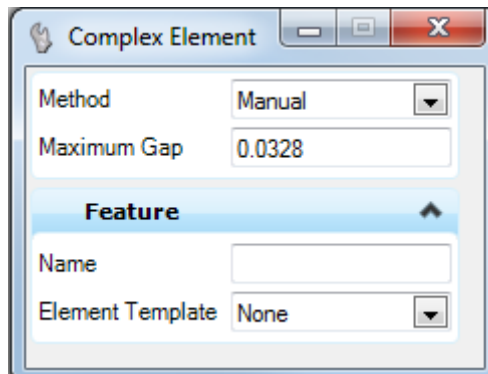 Complex Element
Method Manual
Maximum Gap 0.0328
Feature
Name
Element Template None